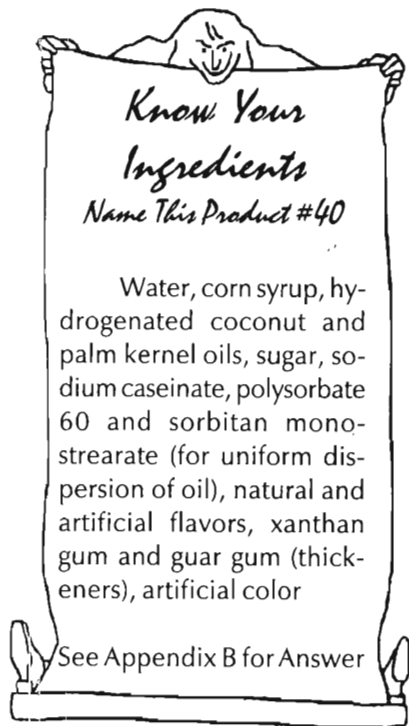 Know Your
Ingredients
Name This Product #40
Water, corn syrup, hy-
drogenated coconut and
palm kernel oils, sugar, so-
dium caseinate, polysorbate
60 and sorbitan mono-
strearate (for uniform dis-
persion of oil), natural and
artificial flavors, xanthan
gum and guar gum (thick-
eners), artificial color
See Appendix B for Answer